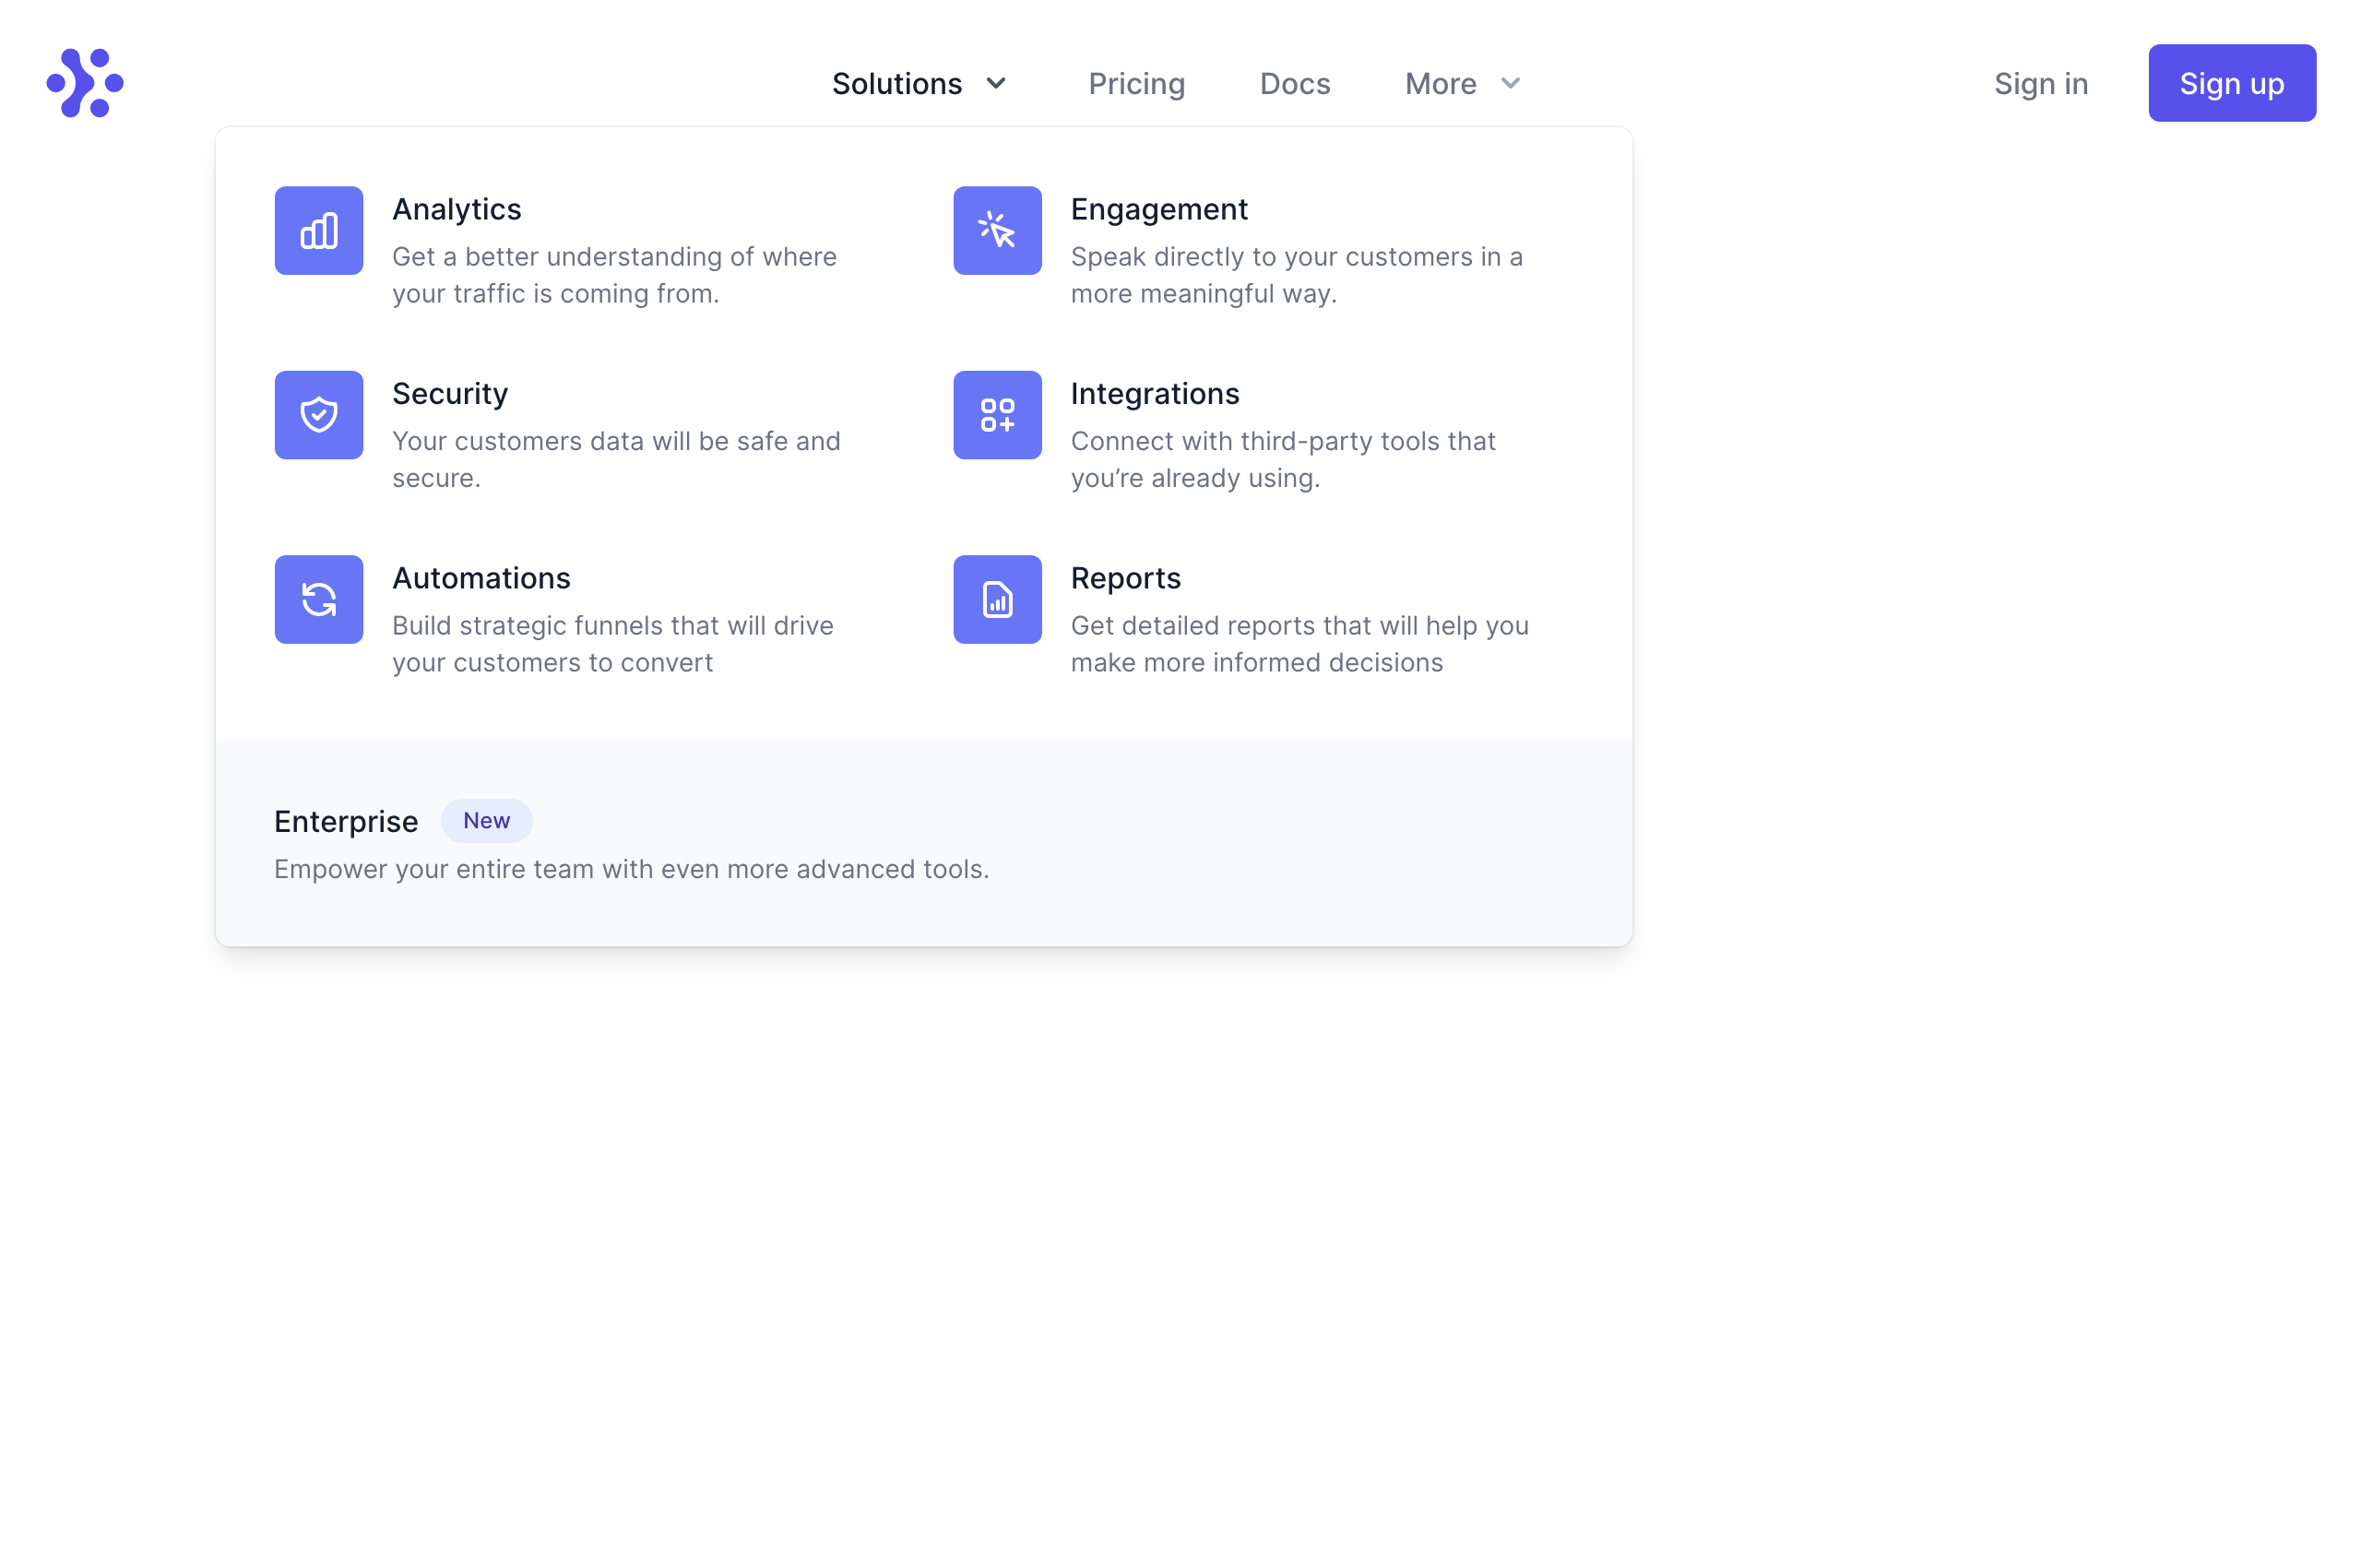 Solutions
Pricing
Docs
More
Sign in
Sign up
Analytics
Get a better understanding of where
your traffic is coming from.
Engagement
Speak directly to your customers in a
more meaningful way.
Security
Your customers data will be safe and
secure.
Integrations
Connect with third-party tools that
you’re already using.
Automations
Build strategic funnels that will drive
your customers to convert
Reports
Get detailed reports that will help you
make more informed decisions
Enterprise
New
Empower your entire team with even more advanced tools.